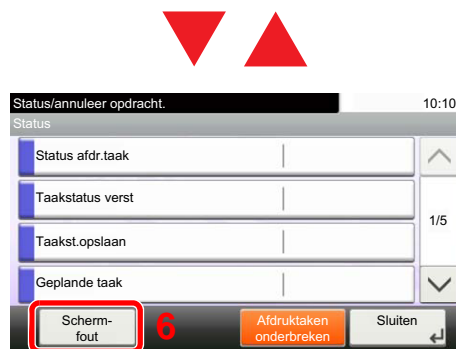 Status/annuleer opdracht.
10:10
Status
Status afdr.taak
Taakstatus verst
1/5
Taakst.opslaan
Geplande taak
Scherm-
fout
6
Afdruktaken
onderbreken
Sluiten